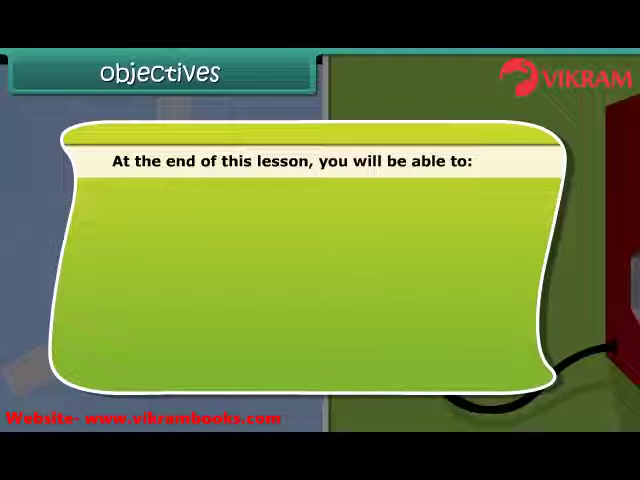 objectives
VIKRAM
At the end of this lesson, you will be able to:
Website- www.vikrambooks.com